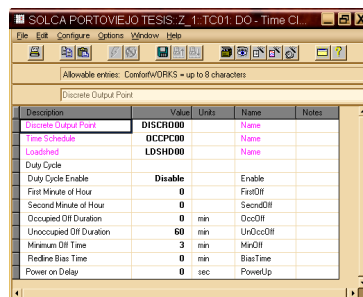 SOLCA PORTOVIEJO TESIS::Z_1::TC01: DO - Time Cl...
File Edit Configure Options Window Help
Allowable entries: ComfortWORKS = up to 8 characters
Discrete Output Point
Description Value Units Name Notes
Discrete Output Point DISCRO00 Name
Time Schedule OCCPC00 Name
Loadshed LDSHD00 Name
Duty Cycle
Duty Cycle Enable Disable Enable
First Minute of Hour 0 FirstOff
Second Minute of Hour 0 SecndOff
Occupied Off Duration 0 min OccOff
Unoccupied Off Duration 60 min UnOccOff
Minimum Off Time 3 min MinOff
Redline Bias Time 0 min BiasTime
Power on Delay 0 sec PowerUp